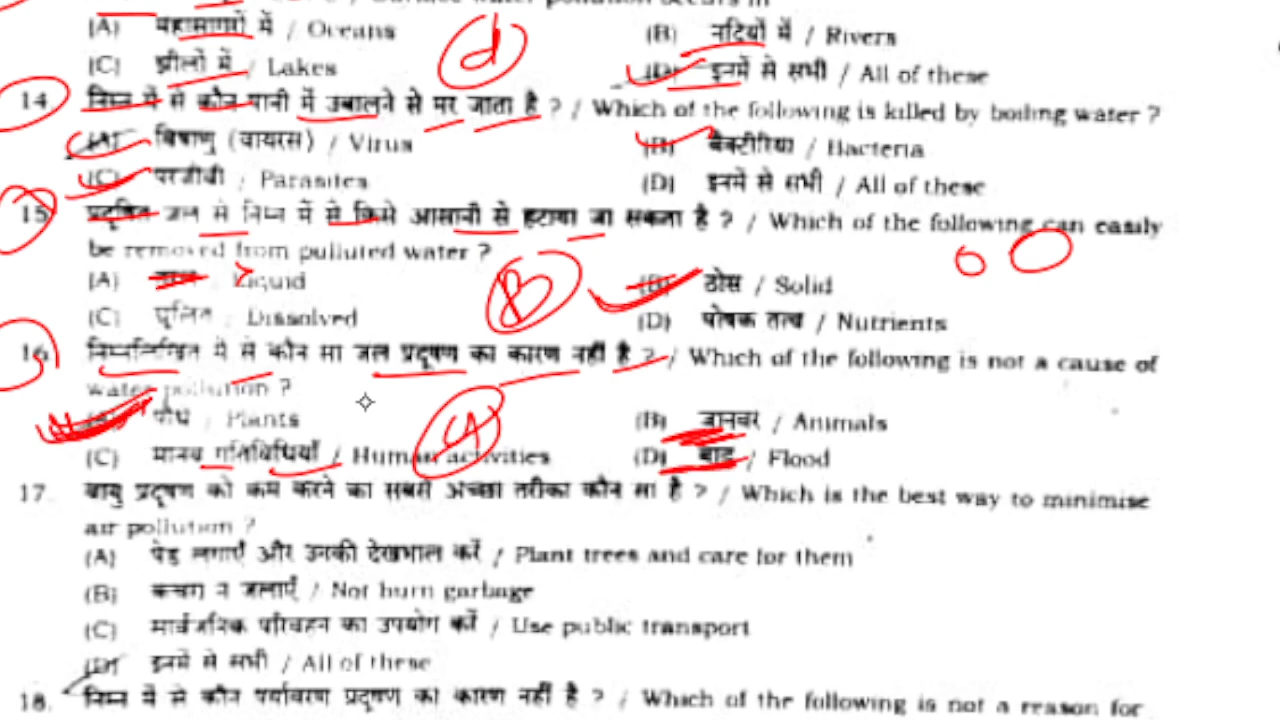 (A) महासागरों में / Oceans (B) नदियों में / Rivers
(C) झीलों में / Lakes (D) इनमें से सभी / All of these
d
14 निम्न में से कौन पानी में उबालने से मर जाता है ? / Which of the following is killed by boiling water ?
(A) विषाणु (वायरस) / Virus (B) बैक्टीरिया / Bacteria
(C) परजीवी / Parasites (D) इनमें से सभी / All of these
15 प्रदूषित जल से निम्न में से किसे आसानी से हटाया जा सकता है ? / Which of the following can easily
be removed from pulluted water ?
(A) Liquid (B) ठोस / Solid
B
(C) घुलित / Dissolved (D) पोषक तत्व / Nutrients
16 निम्नलिखित में से कौन सा जल प्रदूषण का कारण नहीं है ? / Which of the following is not a cause of
water pollution ?
(A) पौधे / Plants (B) जानवर / Animals
(C) मानव गतिविधियाँ / Human activities (D) बाढ़ / Flood
17. वायु प्रदूषण को कम करने का सबसे अच्छा तरीका कौन सा है ? / Which is the best way to minimise
air pollution ?
(A) पेड़ लगाएँ और उनकी देखभाल करें / Plant trees and care for them
(B) कचरा न जलाएँ / Not burn garbage
(C) सार्वजनिक परिवहन का उपयोग करें / Use public transport
(D) इनमें से सभी / All of these
18. निम्न में से कौन पर्यावरण प्रदूषण का कारण नहीं है ? / Which of the following is not a reason for